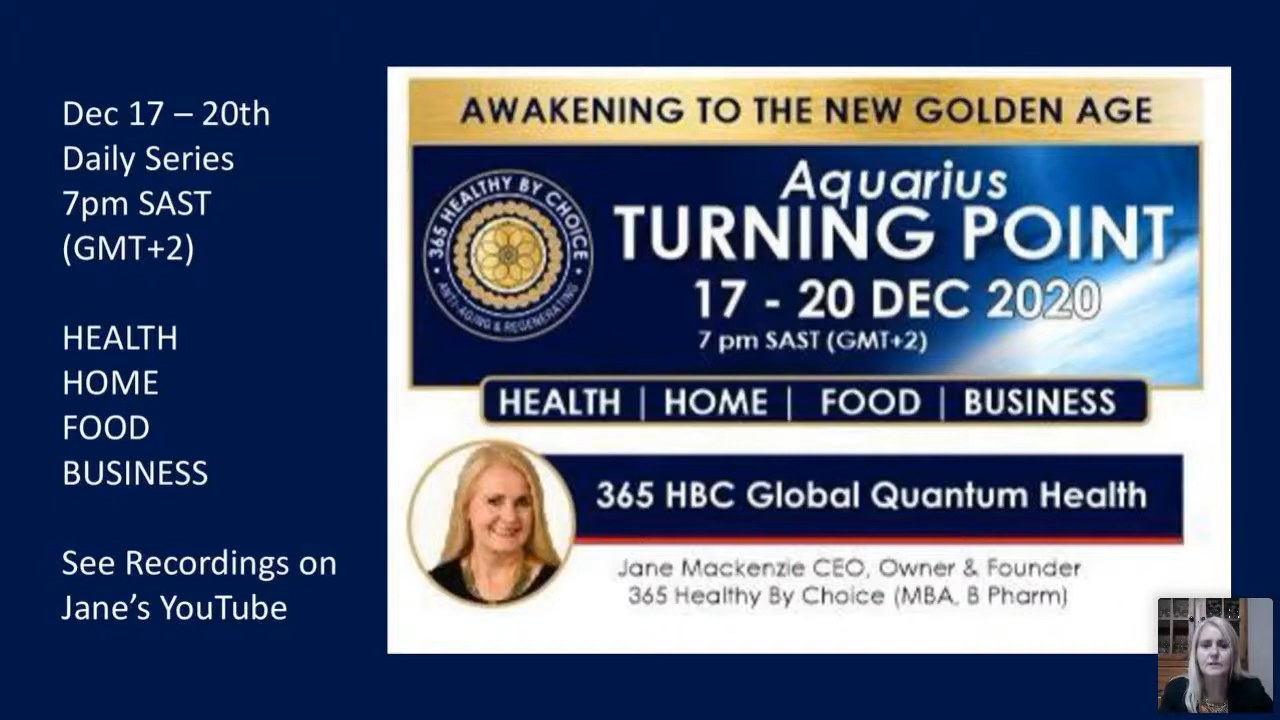 Dec 17 – 20th
Daily Series
7pm SAST
(GMT+2)
HEALTH
HOME
FOOD
BUSINESS
See Recordings on
Jane's YouTube
AWAKENING TO THE NEW GOLDEN AGE
365 HEALTHY BY CHOICE
ANTI-AGING & REGENERATING
Aquarius
TURNING POINT
17 - 20 DEC 2020
7 pm SAST (GMT+2)
HEALTH | HOME | FOOD | BUSINESS
365 HBC Global Quantum Health
Jane Mackenzie CEO, Owner & Founder
365 Healthy By Choice (MBA, B Pharm)